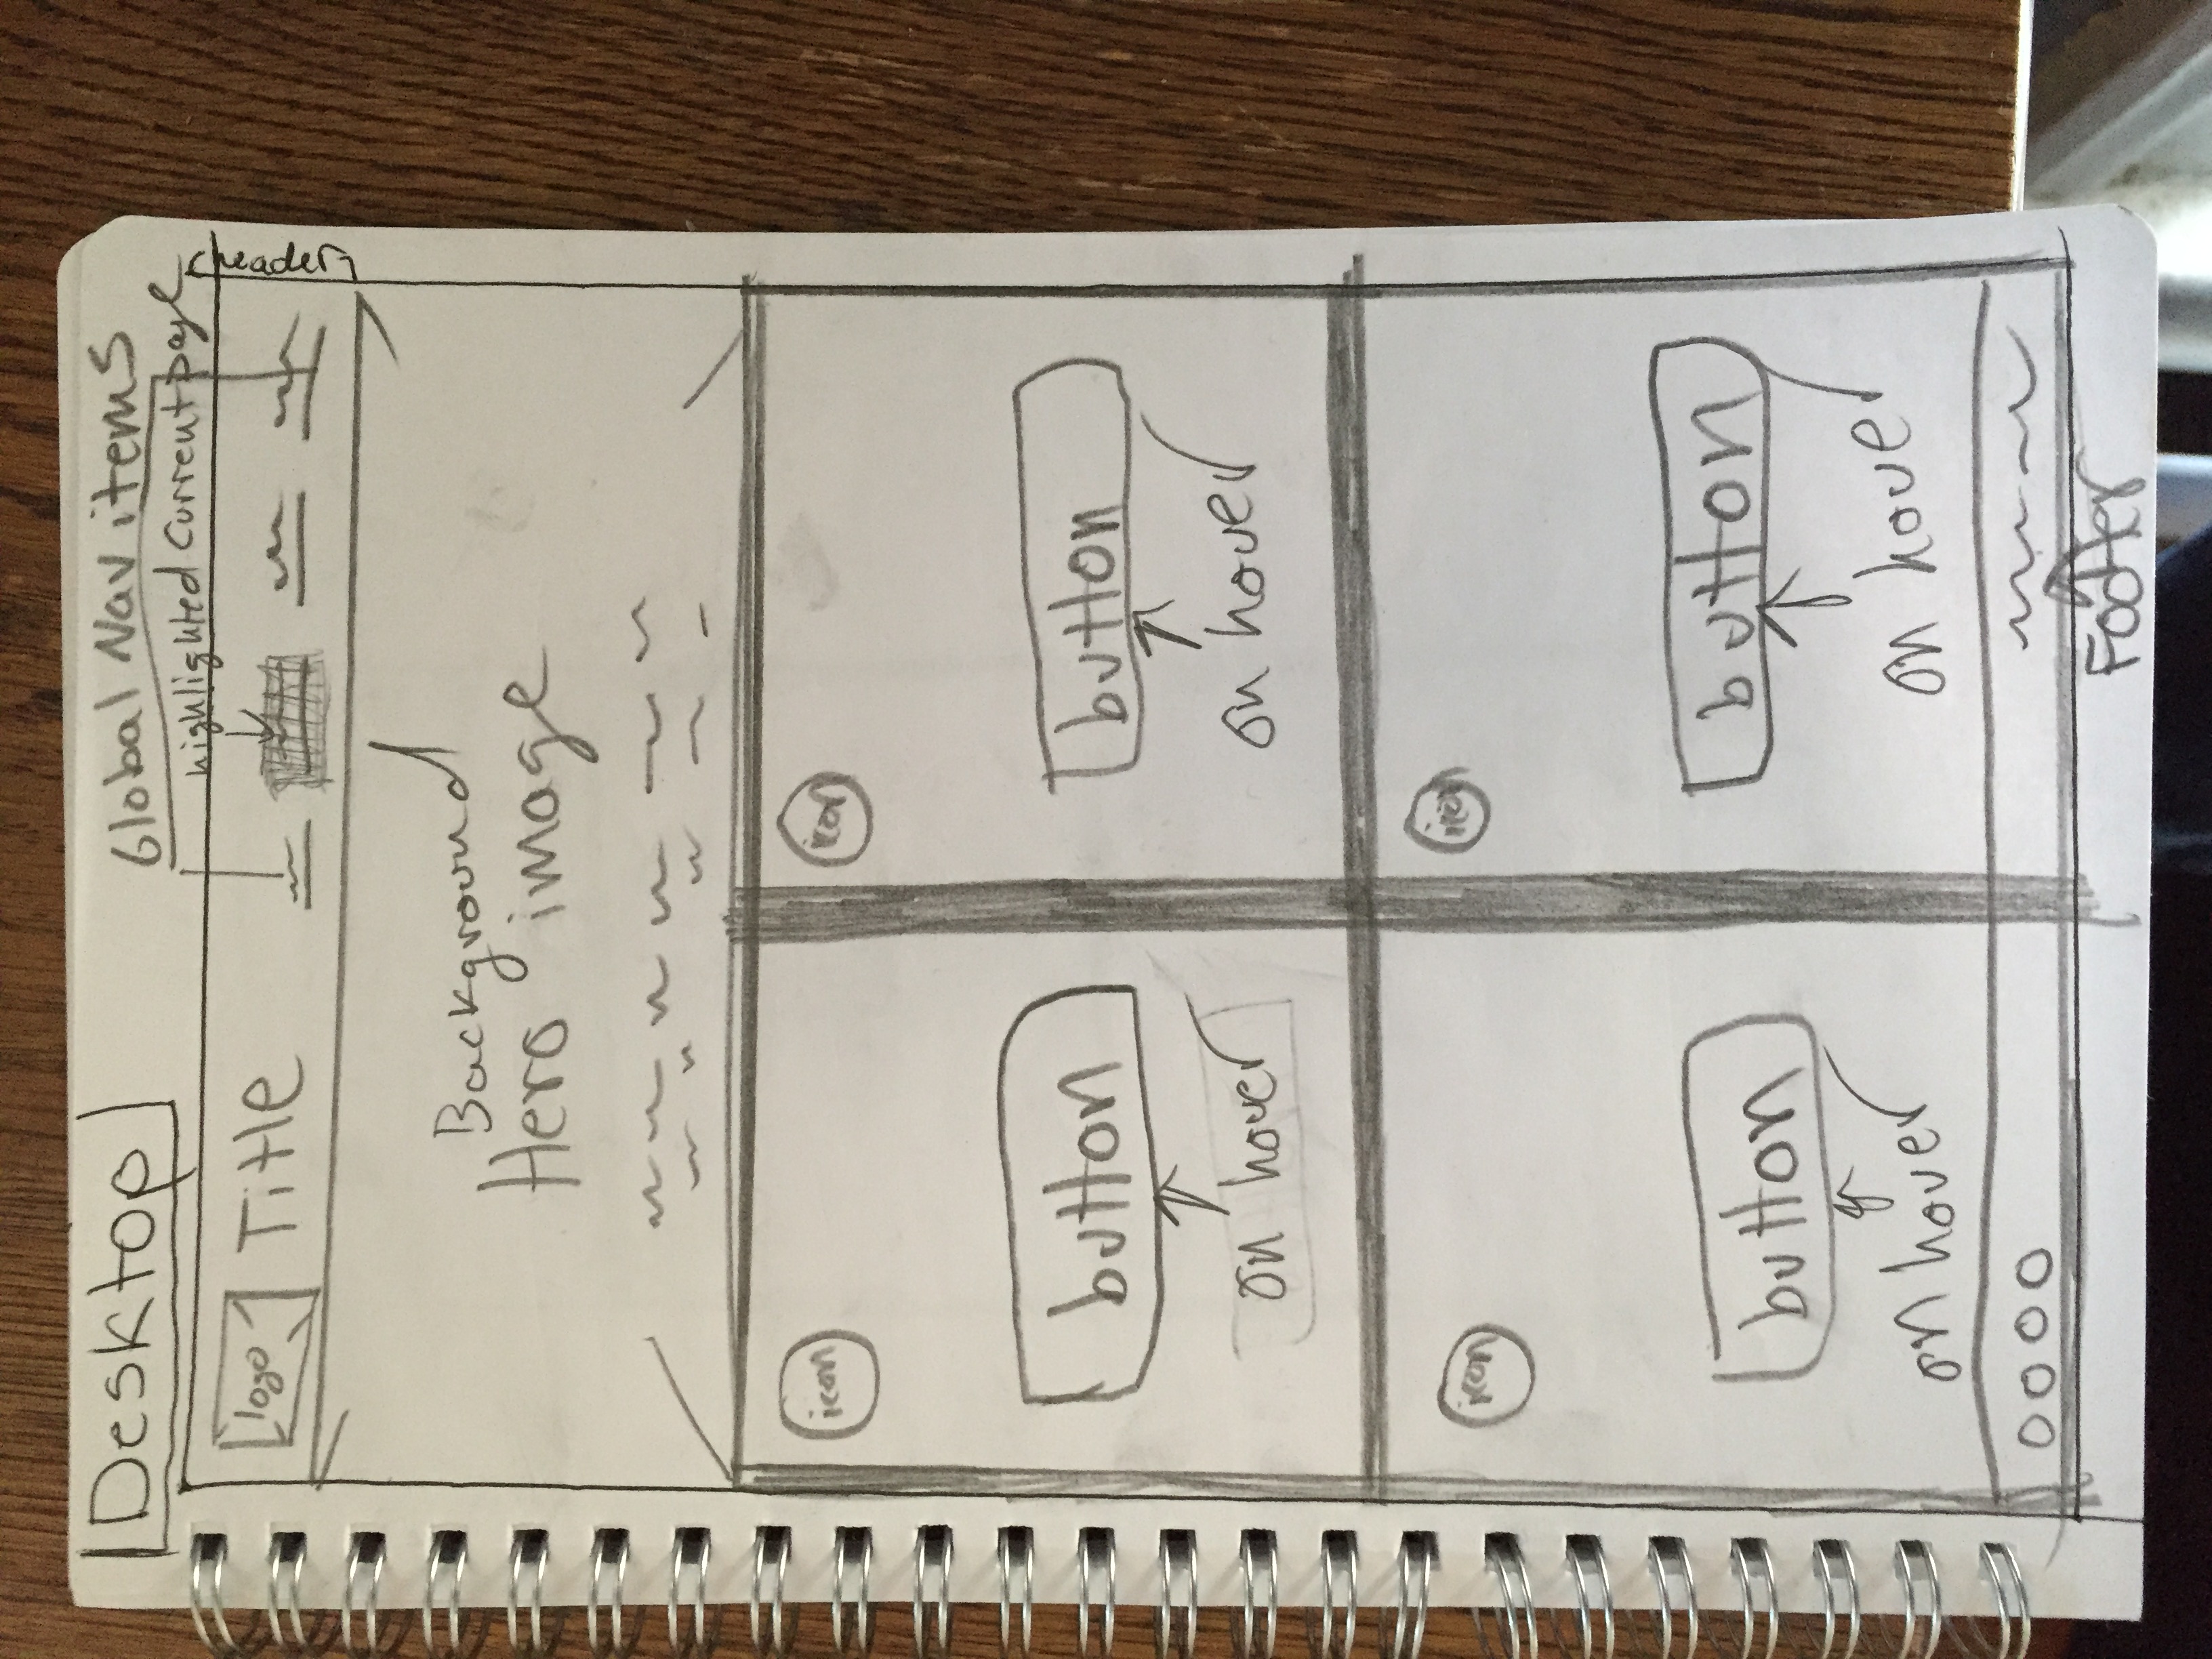 Desktop
Global Nav items
highlighted Current page
header
logo
Title
Background
Hero image
icon
icon
button
button
on hover
on hover
icon
icon
button
button
on hover
on hover
Footer